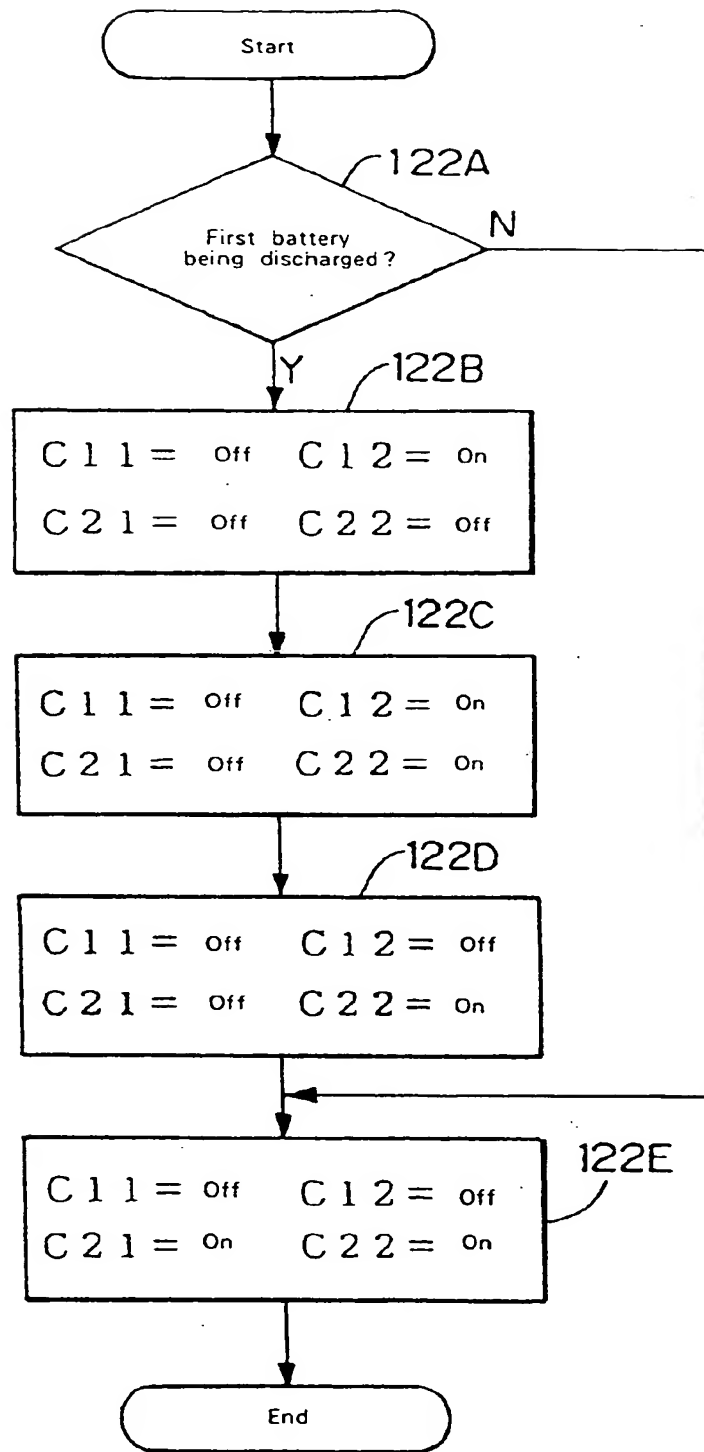 Start
122A
First battery
being discharged?
N
Y
122B
C11= Off C12= On
C21= Off C22= Off
122C
C11= Off C12= On
C21= Off C22= On
122D
C11= Off C12= Off
C21= Off C22= On
122E
C11= Off C12= Off
C21= On C22= On
End